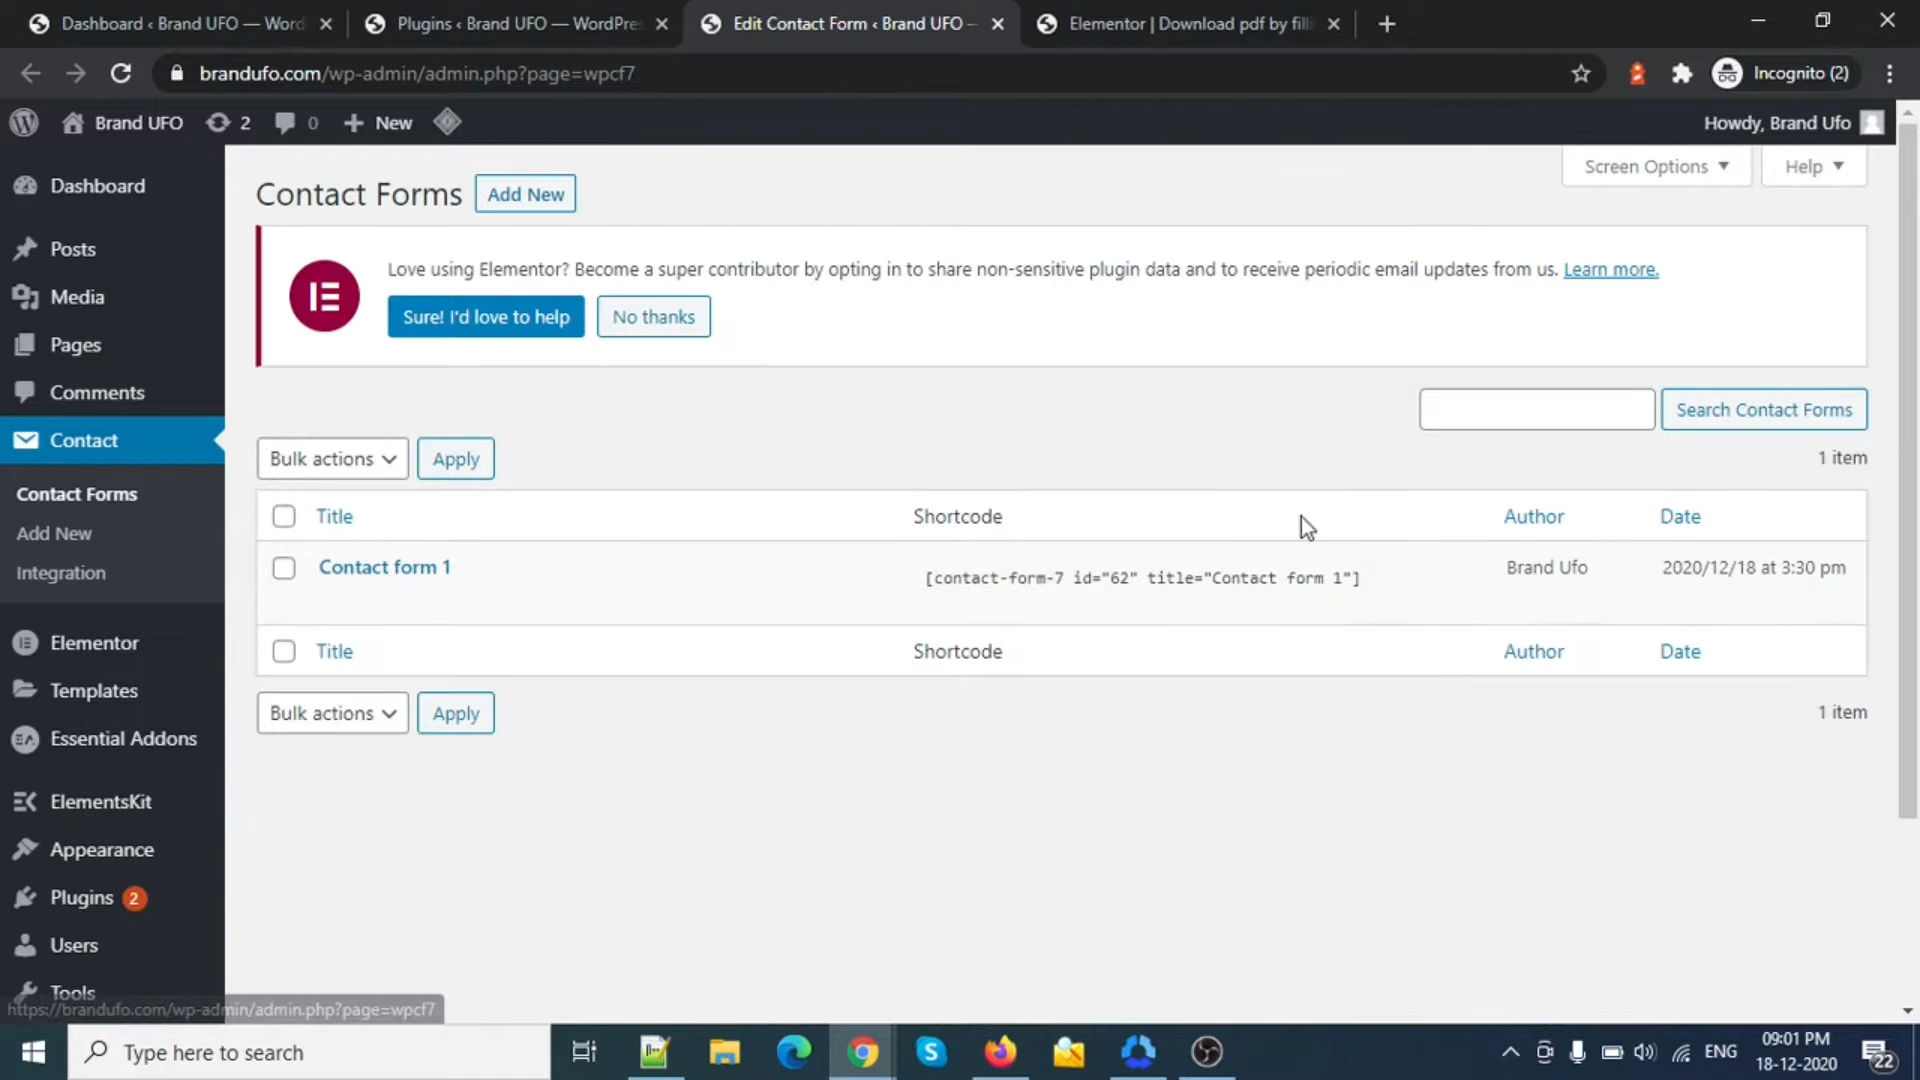 Dashboard ‹ Brand UFO — Word
Plugins ‹ Brand UFO — WordPre
Edit Contact Form ‹ Brand UFO —
Elementor | Download pdf by filli
brandufo.com/wp-admin/admin.php?page=wpcf7
Incognito (2)
Brand UFO
2
0
New
Howdy, Brand Ufo
Screen Options
Help
Dashboard
Posts
Media
Pages
Comments
Contact
Contact Forms
Add New
Integration
Elementor
Templates
Essential Addons
ElementsKit
Appearance
Plugins 2
Users
Tools
Contact Forms
Add New
Love using Elementor? Become a super contributor by opting in to share non-sensitive plugin data and to receive periodic email updates from us. Learn more.
Sure! I'd love to help
No thanks
Search Contact Forms
Bulk actions
Apply
1 item
Title
Shortcode
Author
Date
Contact form 1
[contact-form-7 id="62" title="Contact form 1"]
Brand Ufo
2020/12/18 at 3:30 pm
Title
Shortcode
Author
Date
Bulk actions
Apply
1 item
https://brandufo.com/wp-admin/admin.php?page=wpcf7
Type here to search
ENG
09:01 PM
18-12-2020
22